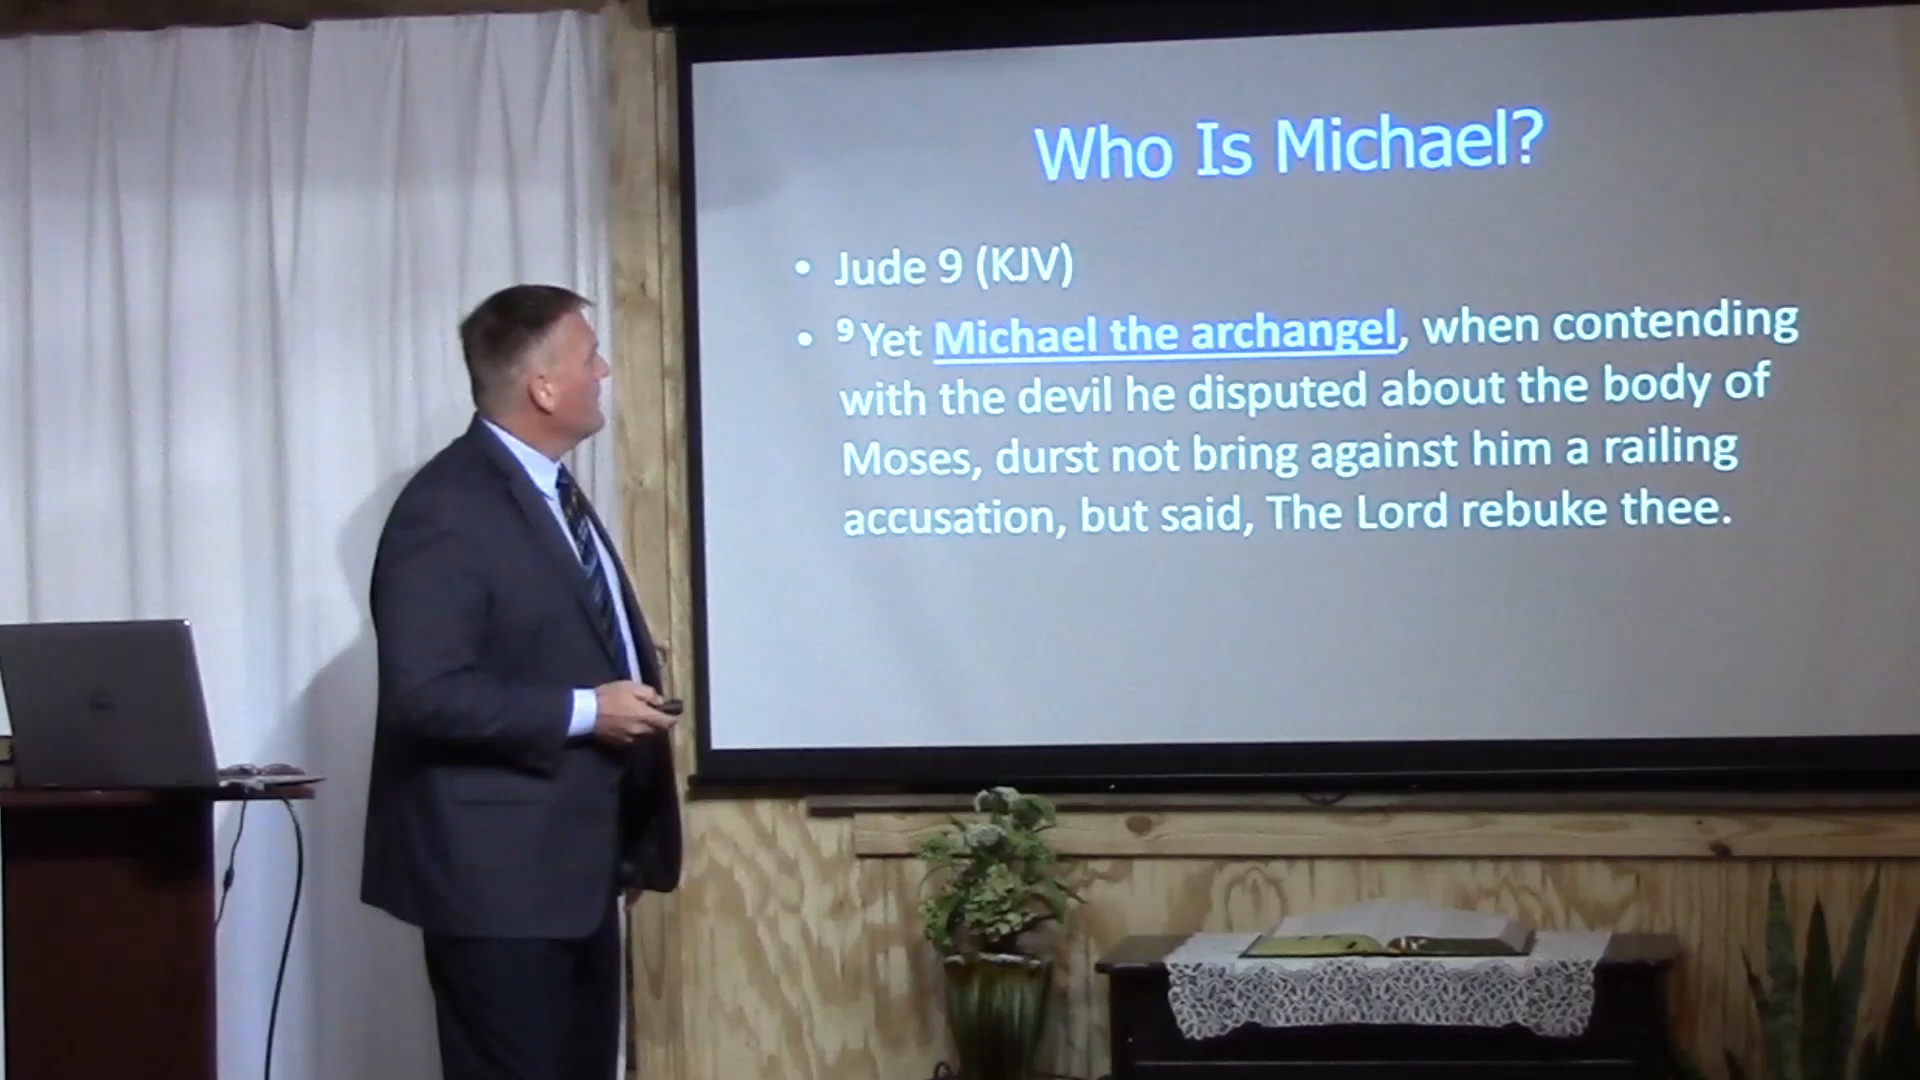 Who Is Michael?
• Jude 9 (KJV)
• ⁹ Yet Michael the archangel, when contending
with the devil he disputed about the body of
Moses, durst not bring against him a railing
accusation, but said, The Lord rebuke thee.